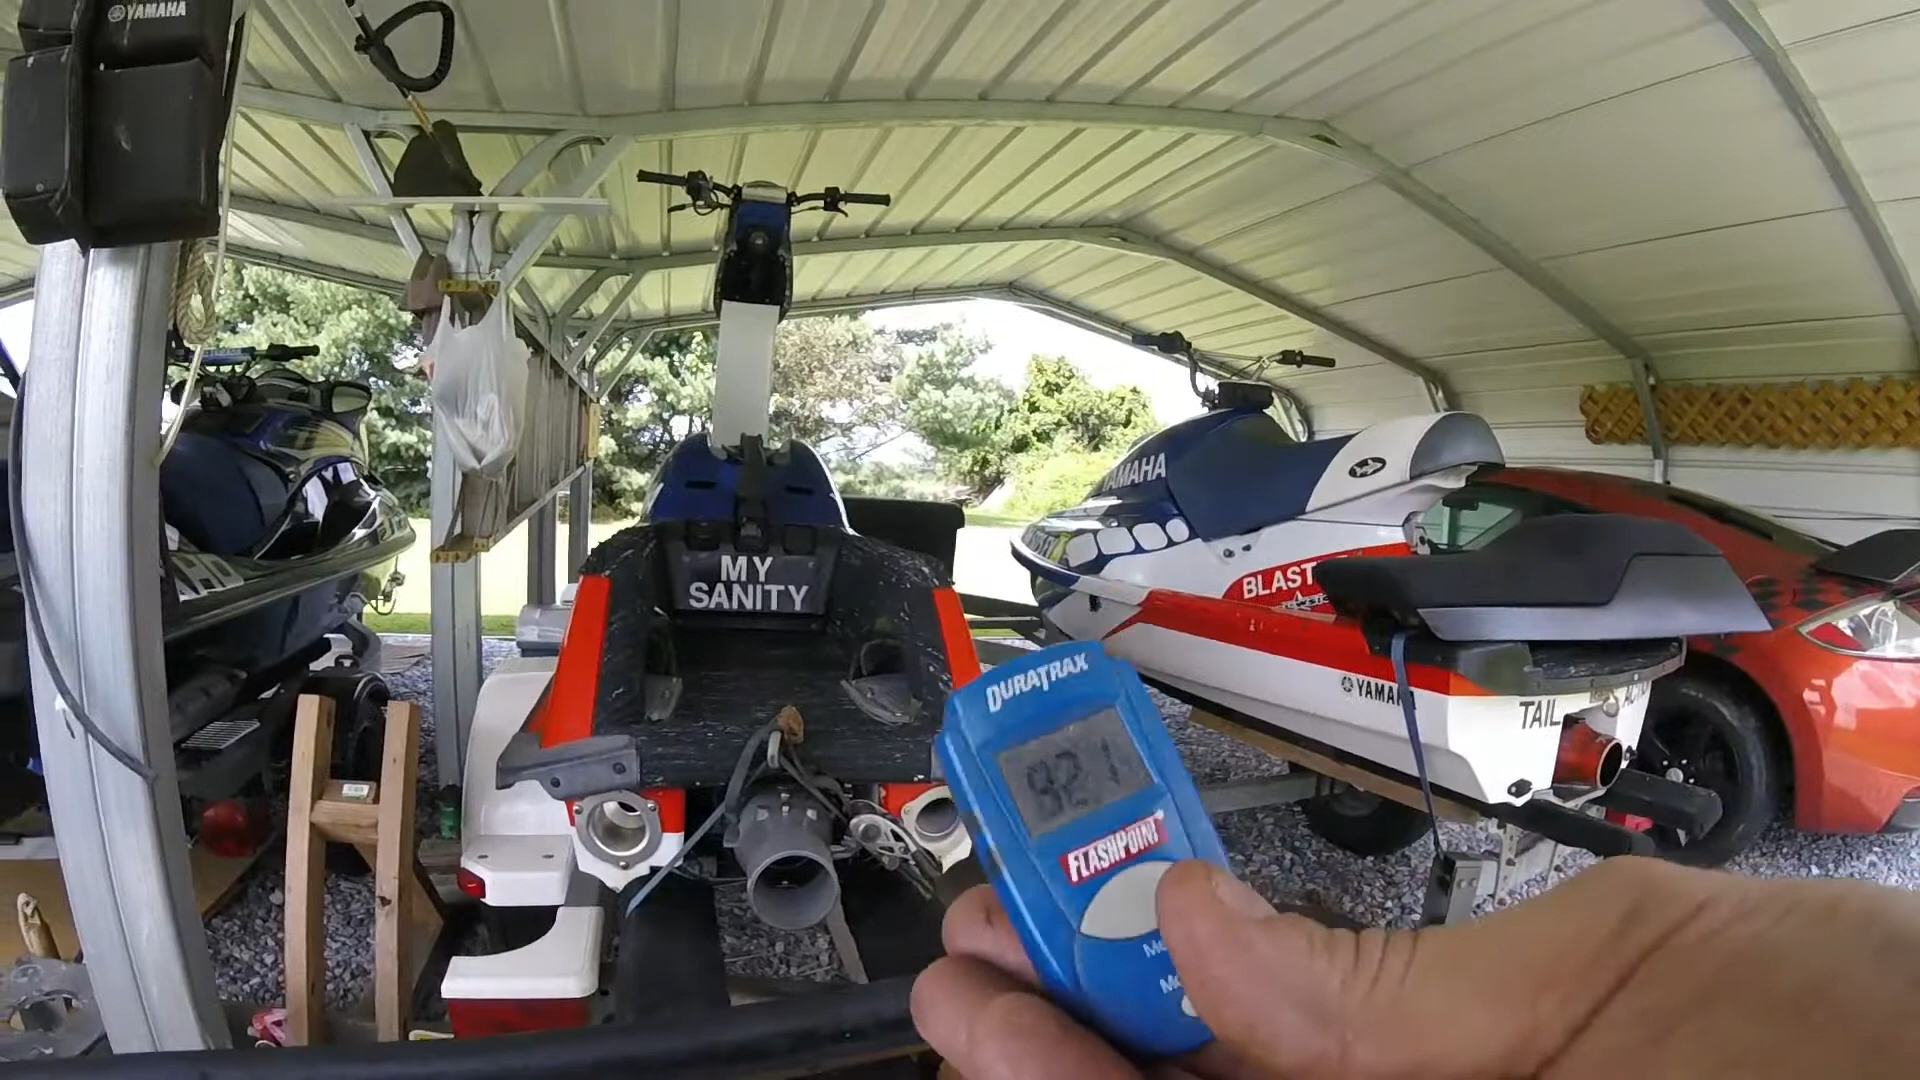 YAMAHA
YAMAHA
MY
SANITY
BLAST
YAMAHA
TAIL
DURATRAX
92.1
FLASHPOINT